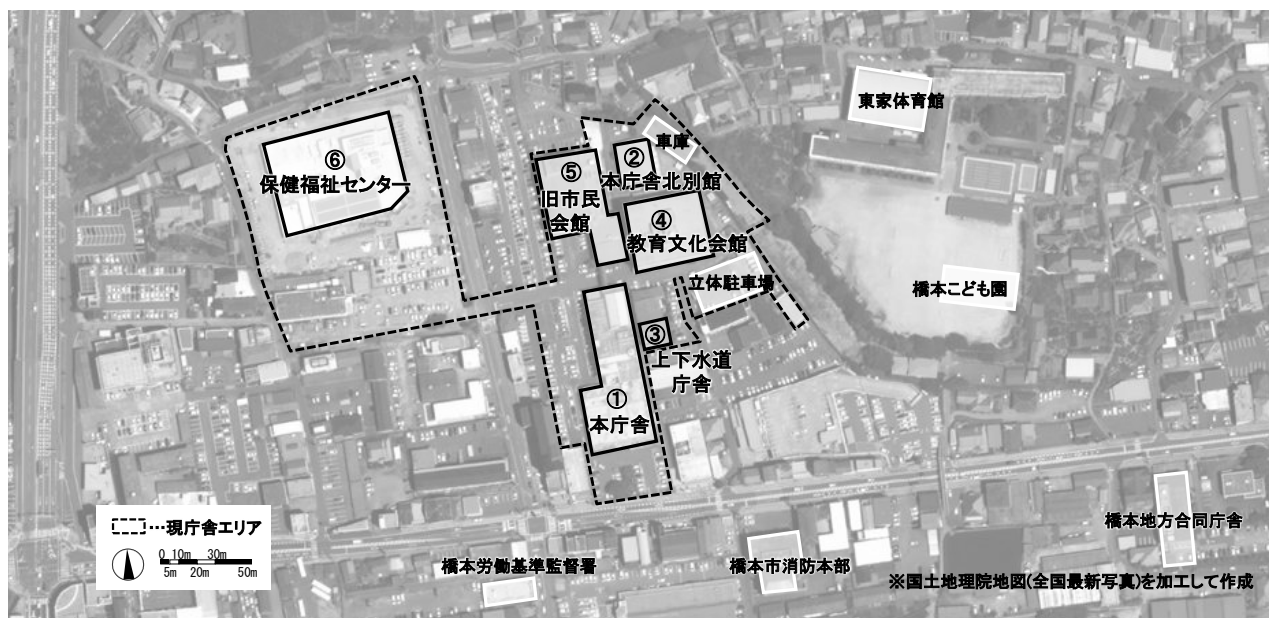 東家体育館
車庫
②
本庁舎北別館
⑥
保健福祉センター
⑤
旧市民
会館
④
教育文化会館
立体駐車場
橋本こども園
③
上下水道
庁舎
①
本庁舎
…現庁舎エリア
0 10m 30m
5m 20m 50m
橋本労働基準監督署
橋本市消防本部
橋本地方合同庁舎
※国土地理院地図(全国最新写真)を加工して作成